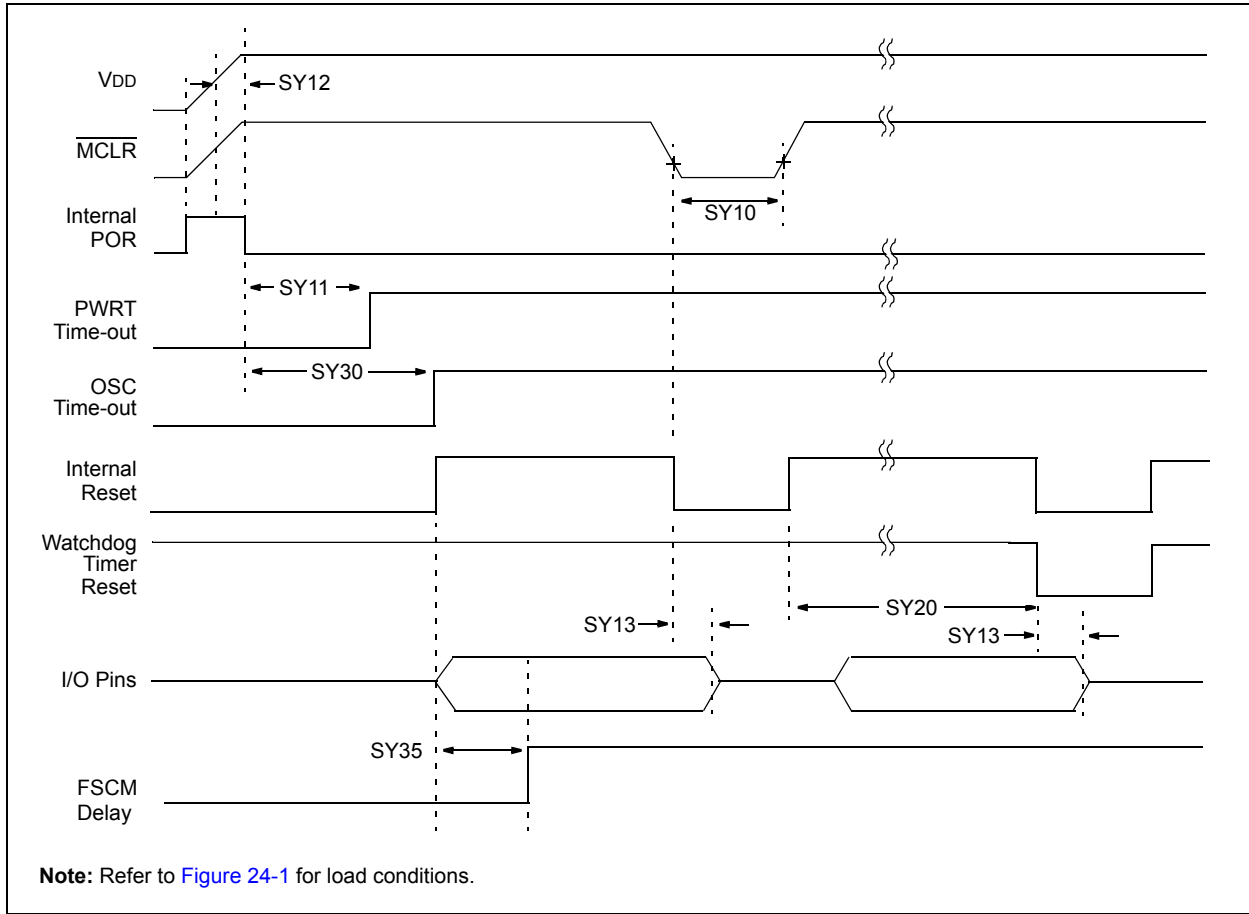 VDD
SY12
MCLR
SY10
Internal
POR
SY11
PWRT
Time-out
SY30
OSC
Time-out
Internal
Reset
Watchdog
Timer
Reset
SY20
SY13
SY13
I/O Pins
SY35
FSCM
Delay
Note: Refer to Figure 24-1 for load conditions.